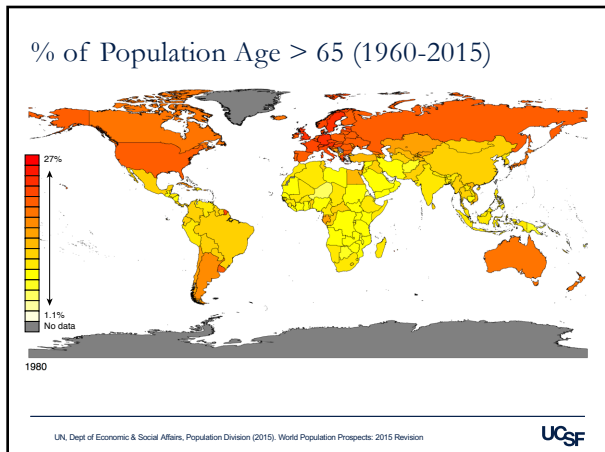 % of Population Age > 65 (1960-2015)
27%
1.1%
No data
1980
UN, Dept of Economic & Social Affairs, Population Division (2015). World Population Prospects: 2015 Revision
UCSF